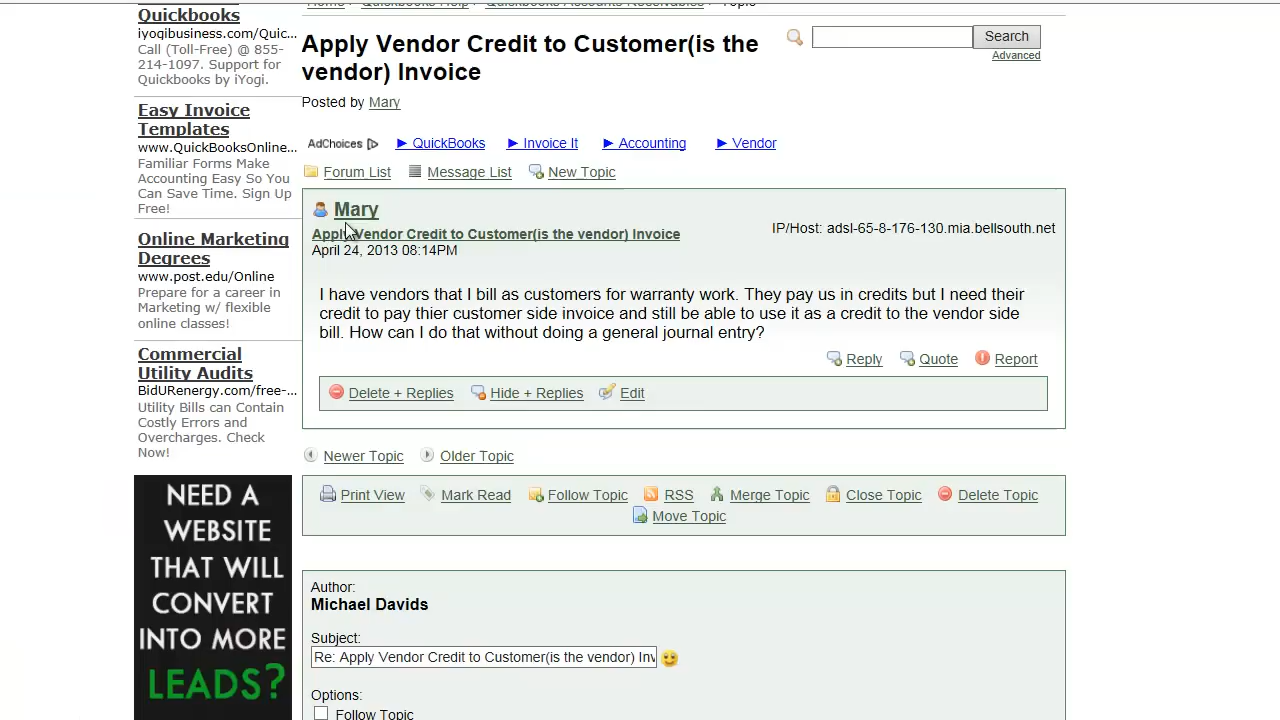 Home > Quickbooks Help > Quickbooks Accounts Receivables > Topic
Quickbooks
iyoqibusiness.com/Quic...
Call (Toll-Free) @ 855-
214-1097. Support for
Quickbooks by iYogi.
Easy Invoice
Templates
www.QuickBooksOnline...
Familiar Forms Make
Accounting Easy So You
Can Save Time. Sign Up
Free!
Online Marketing
Degrees
www.post.edu/Online
Prepare for a career in
Marketing w/ flexible
online classes!
Commercial
Utility Audits
BidURenergy.com/free-...
Utility Bills can Contain
Costly Errors and
Overcharges. Check
Now!
NEED A
WEBSITE
THAT WILL
CONVERT
INTO MORE
LEADS?
Apply Vendor Credit to Customer(is the
vendor) Invoice
Search
Advanced
Posted by Mary
AdChoices ► QuickBooks ► Invoice It ► Accounting ► Vendor
Forum List Message List New Topic
Mary
Apply Vendor Credit to Customer(is the vendor) Invoice
IP/Host: adsl-65-8-176-130.mia.bellsouth.net
April 24, 2013 08:14PM
I have vendors that I bill as customers for warranty work. They pay us in credits but I need their
credit to pay thier customer side invoice and still be able to use it as a credit to the vendor side
bill. How can I do that without doing a general journal entry?
Reply Quote Report
Delete + Replies Hide + Replies Edit
Newer Topic Older Topic
Print View Mark Read Follow Topic RSS Merge Topic Close Topic Delete Topic
Move Topic
Author:
Michael Davids
Subject:
Re: Apply Vendor Credit to Customer(is the vendor) Inv
Options:
Follow Topic